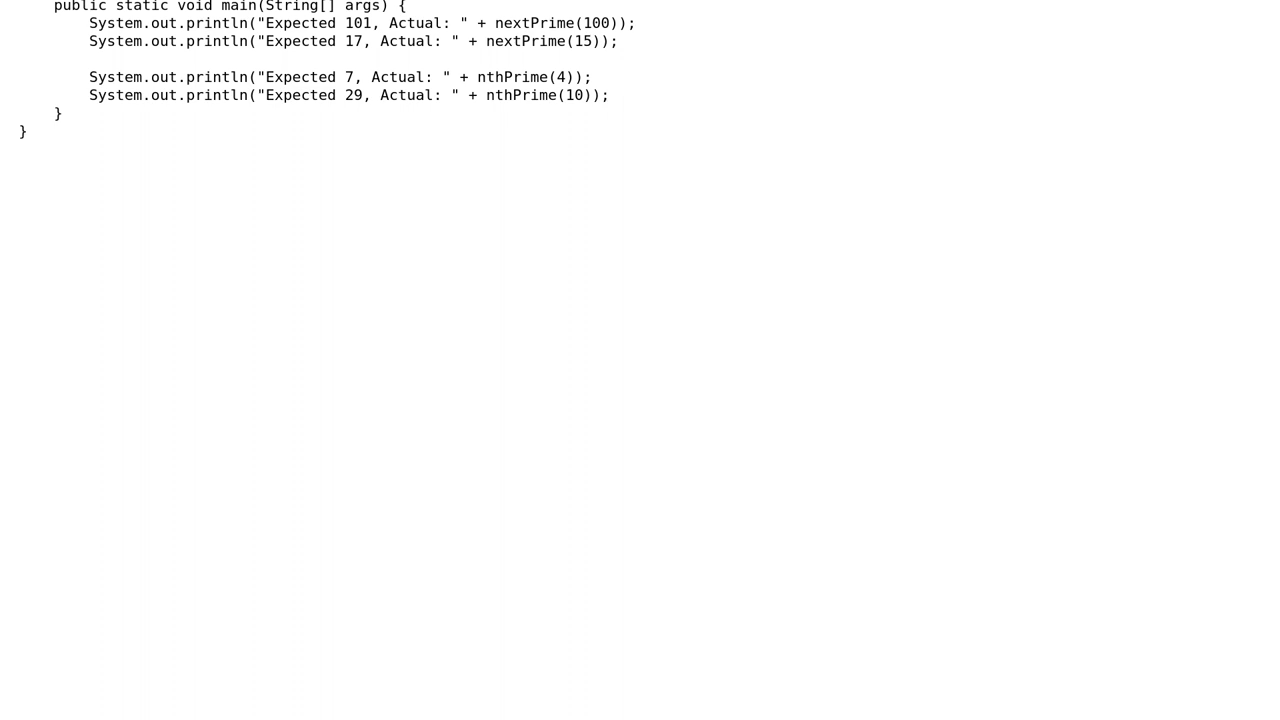 public static void main(String[] args) {
        System.out.println("Expected 101, Actual: " + nextPrime(100));
        System.out.println("Expected 17, Actual: " + nextPrime(15));

        System.out.println("Expected 7, Actual: " + nthPrime(4));
        System.out.println("Expected 29, Actual: " + nthPrime(10));
    }
}